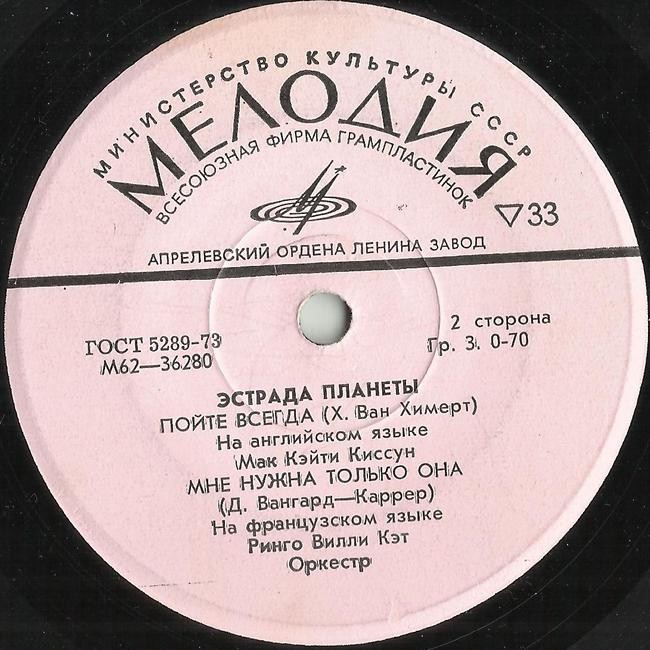 МИНИСТЕРСТВО КУЛЬТУРЫ СССР
МЕЛОДИЯ
ВСЕСОЮЗНАЯ ФИРМА ГРАМПЛАСТИНОК
▽33
АПРЕЛЕВСКИЙ ОРДЕНА ЛЕНИНА ЗАВОД
ГОСТ 5289-73
М62—36280
2 сторона
Гр. 3. 0-70
ЭСТРАДА ПЛАНЕТЫ
ПОЙТЕ ВСЕГДА (Х. Ван Химерт)
На английском языке
Мак Кэйти Киссун
МНЕ НУЖНА ТОЛЬКО ОНА
(Д. Вангард—Каррер)
На французском языке
Ринго Вилли Кэт
Оркестр